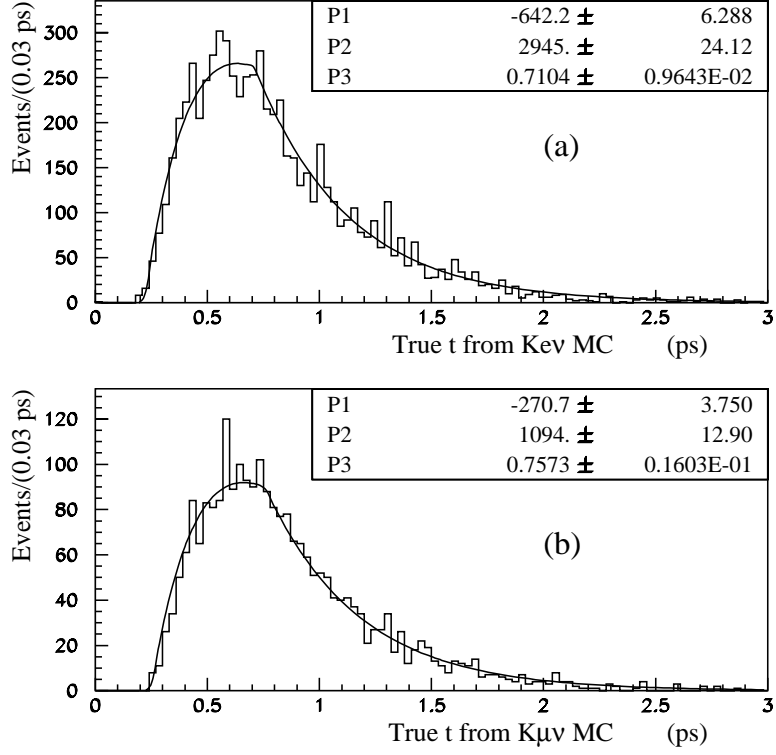 P1 -642.2 ± 6.288
P2 2945. ± 24.12
P3 0.7104 ± 0.9643E-02
Events/(0.03 ps)
300
250
200
150
100
50
0
(a)
0 0.5 1 1.5 2 2.5 3
True t from Keν MC (ps)
P1 -270.7 ± 3.750
P2 1094. ± 12.90
P3 0.7573 ± 0.1603E-01
Events/(0.03 ps)
120
100
80
60
40
20
0
(b)
0 0.5 1 1.5 2 2.5 3
True t from Kμν MC (ps)